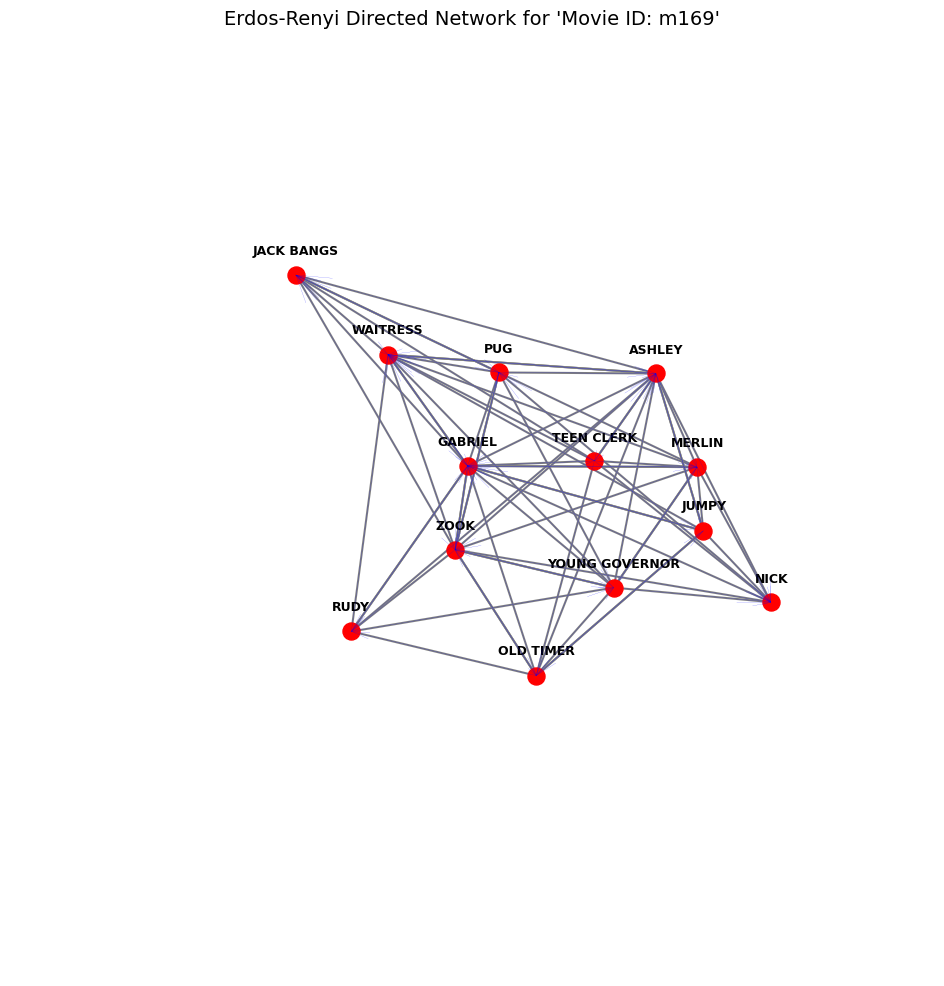 Erdos-Renyi Directed Network for 'Movie ID: m169'
JACK BANGS
WAITRESS
PUG
ASHLEY
TEEN CLERK
GABRIEL
MERLIN
JUMPY
ZOOK
YOUNG GOVERNOR
NICK
RUDY
OLD TIMER